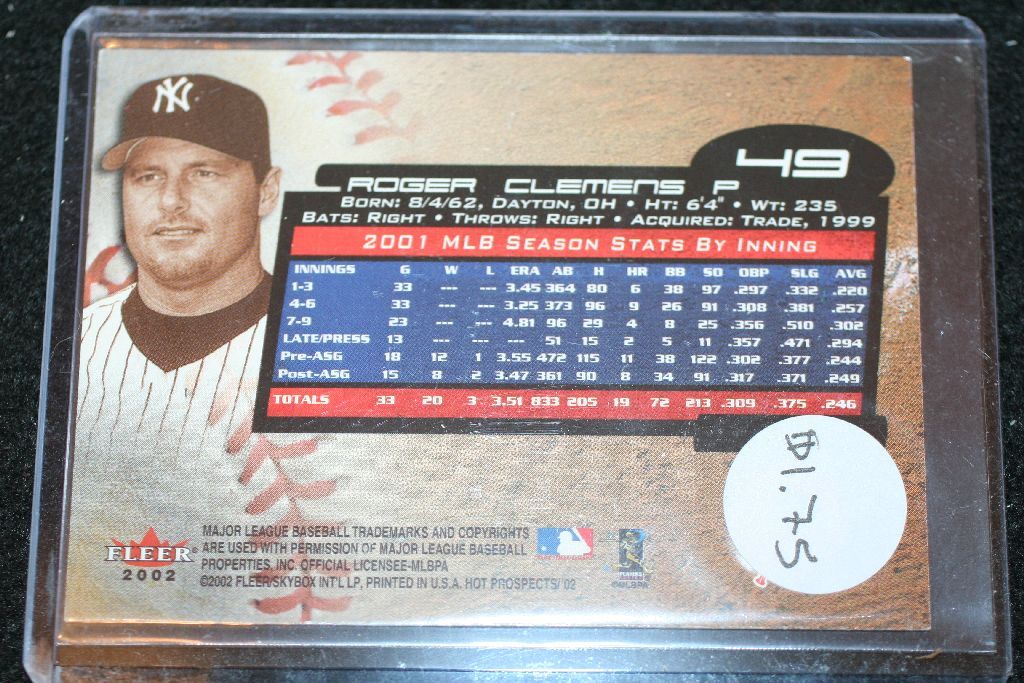 NY
49
ROGER CLEMENS P
BORN: 8/4/62, DAYTON, OH • HT: 6'4" • WT: 235
BATS: RIGHT • THROWS: RIGHT • ACQUIRED: TRADE, 1999
2001 MLB SEASON STATS BY INNING
INNINGS G W L ERA AB H HR BB SO OBP SLG AVG
1-3 33 --- --- 3.45 364 80 6 38 97 .297 .332 .220
4-6 33 --- --- 3.25 373 96 9 26 91 .308 .381 .257
7-9 23 --- --- 4.81 96 29 4 8 25 .356 .510 .302
LATE/PRESS 13 --- --- --- 51 15 2 5 11 .357 .471 .294
Pre-ASG 18 12 1 3.55 472 115 11 38 122 .302 .377 .244
Post-ASG 15 8 2 3.47 361 90 8 34 91 .317 .371 .249
TOTALS 33 20 3 3.51 833 205 19 72 213 .309 .375 .246
$1.75
FLEER®
2002
MAJOR LEAGUE BASEBALL TRADEMARKS AND COPYRIGHTS
ARE USED WITH PERMISSION OF MAJOR LEAGUE BASEBALL
PROPERTIES, INC. OFFICIAL LICENSEE-MLBPA
©2002 FLEER/SKYBOX INT'L LP, PRINTED IN U.S.A. HOT PROSPECTS/ 02
PLAYERS
©MLBPA